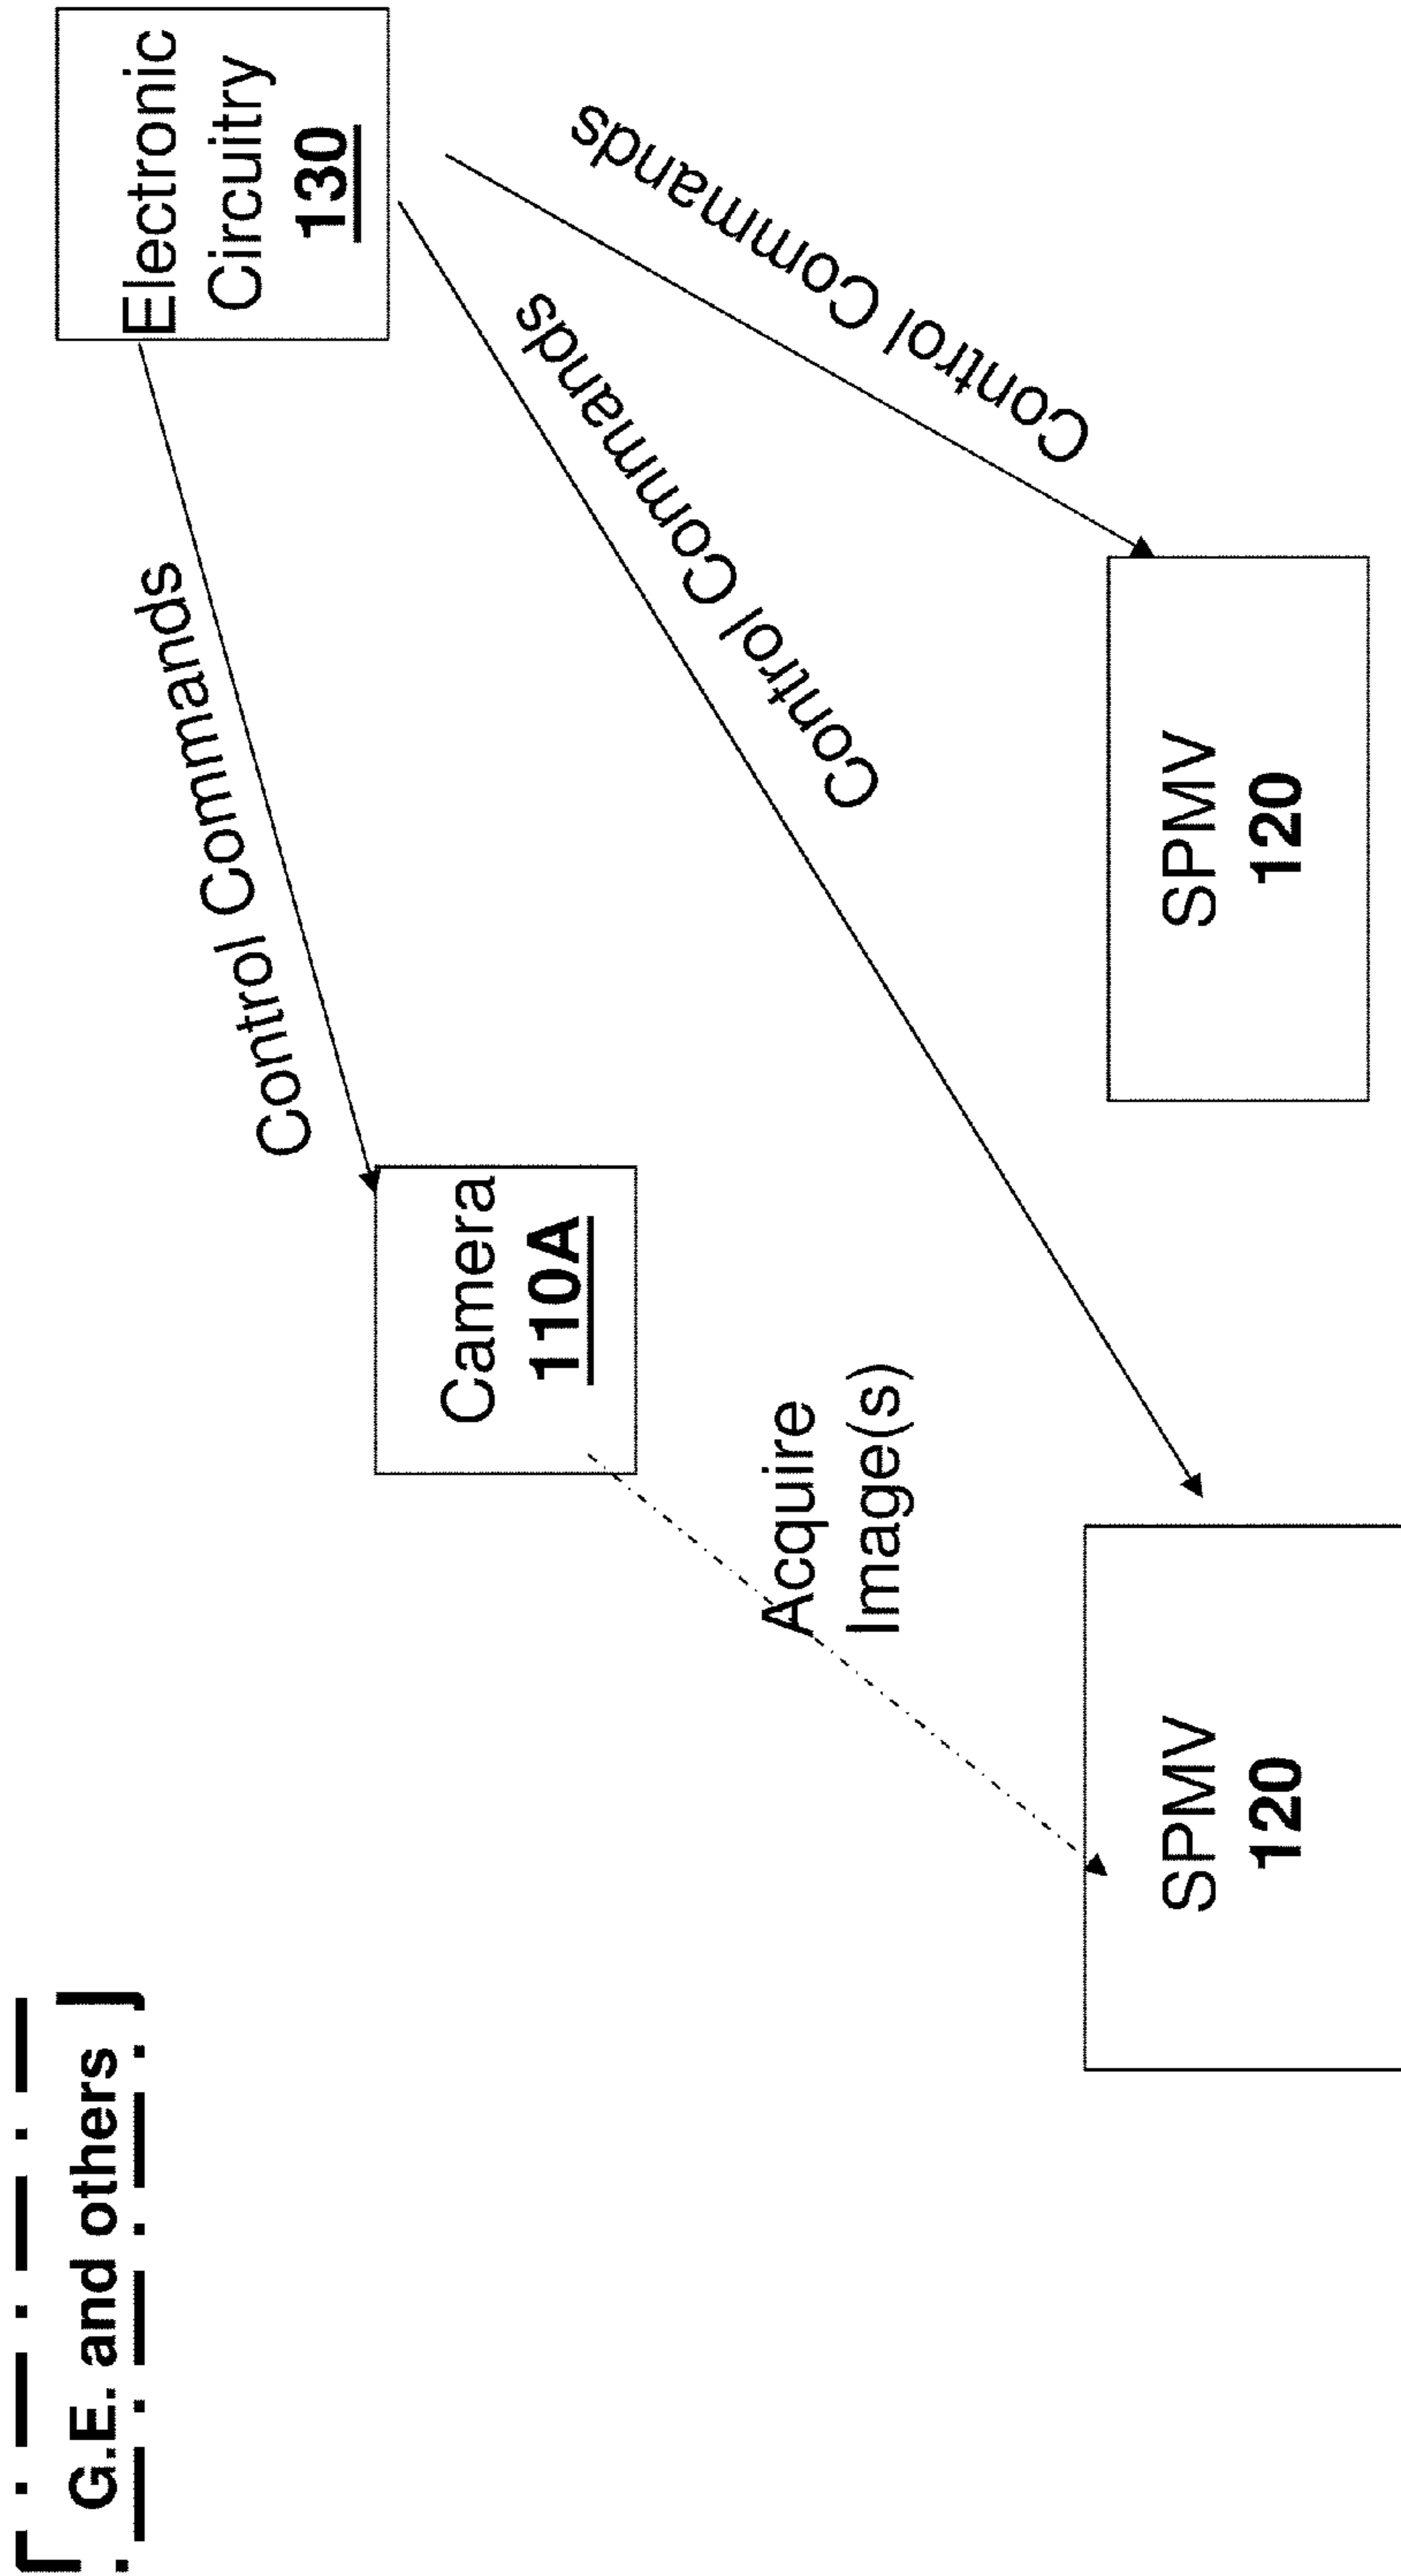 G.E. and others
Electronic
Circuitry
130
Control Commands
Camera
110A
Control Commands
Control Commands
Acquire
Image(s)
SPMV
120
SPMV
120